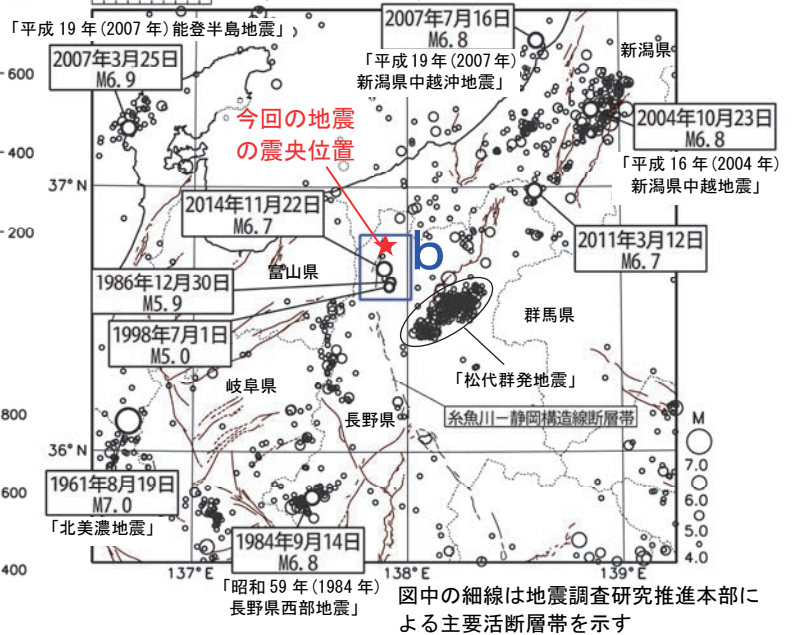 「平成 19 年(2007 年)能登半島地震」
2007年3月25日
M6.9
2007年7月16日
M6.8
「平成 19 年(2007 年)
新潟県中越沖地震」
新潟県
2004年10月23日
M6.8
「平成 16 年(2004 年)
新潟県中越地震」
今回の地震
の震央位置
600
400
200
37°N
2014年11月22日
M6.7
b
2011年3月12日
M6.7
富山県
1986年12月30日
M5.9
群馬県
1998年7月1日
M5.0
「松代群発地震」
岐阜県
長野県
糸魚川－静岡構造線断層帯
800
36°N
600
400
1961年8月19日
M7.0
「北美濃地震」
1984年9月14日
M6.8
「昭和 59 年(1984 年)
長野県西部地震」
M
7.0
6.0
5.0
4.0
137°E
138°E
139°E
図中の細線は地震調査研究推進本部に
よる主要活断層帯を示す